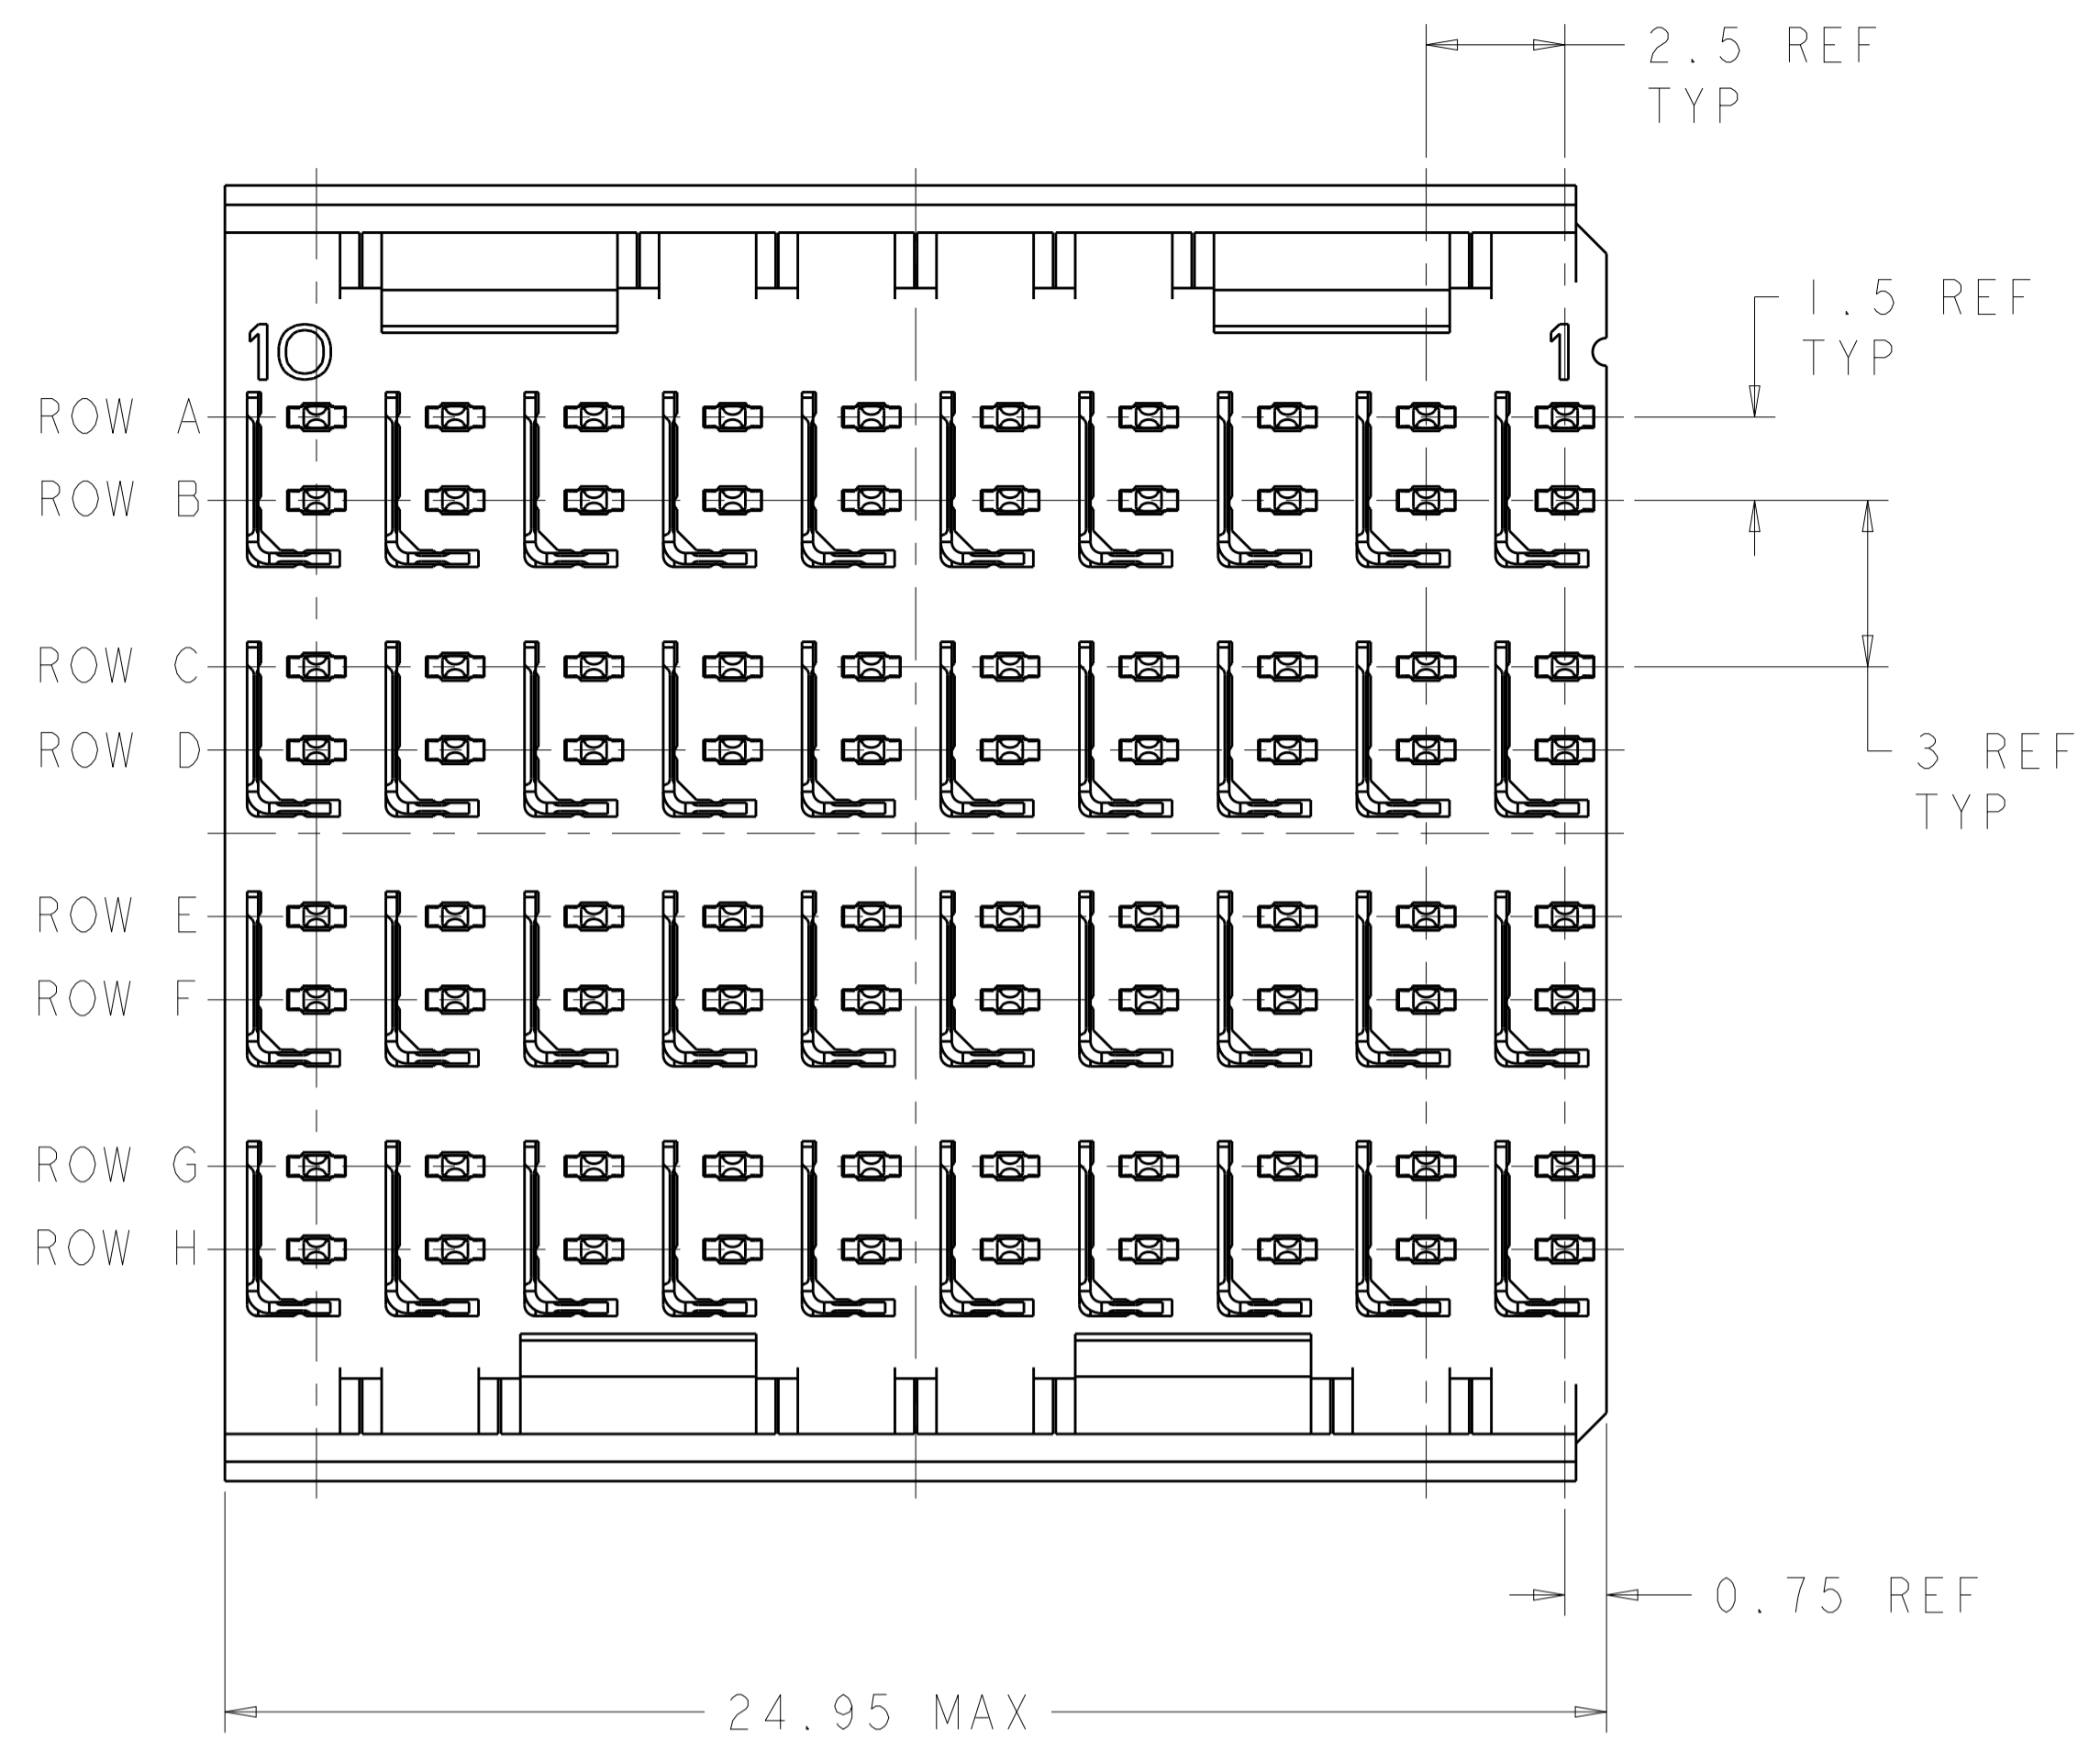 2.5 REF
TYP
1.5 REF
TYP
10
1
ROW A
ROW B
ROW C
ROW D
3 REF
TYP
ROW E
ROW F
ROW G
ROW H
0.75 REF
24.95 MAX